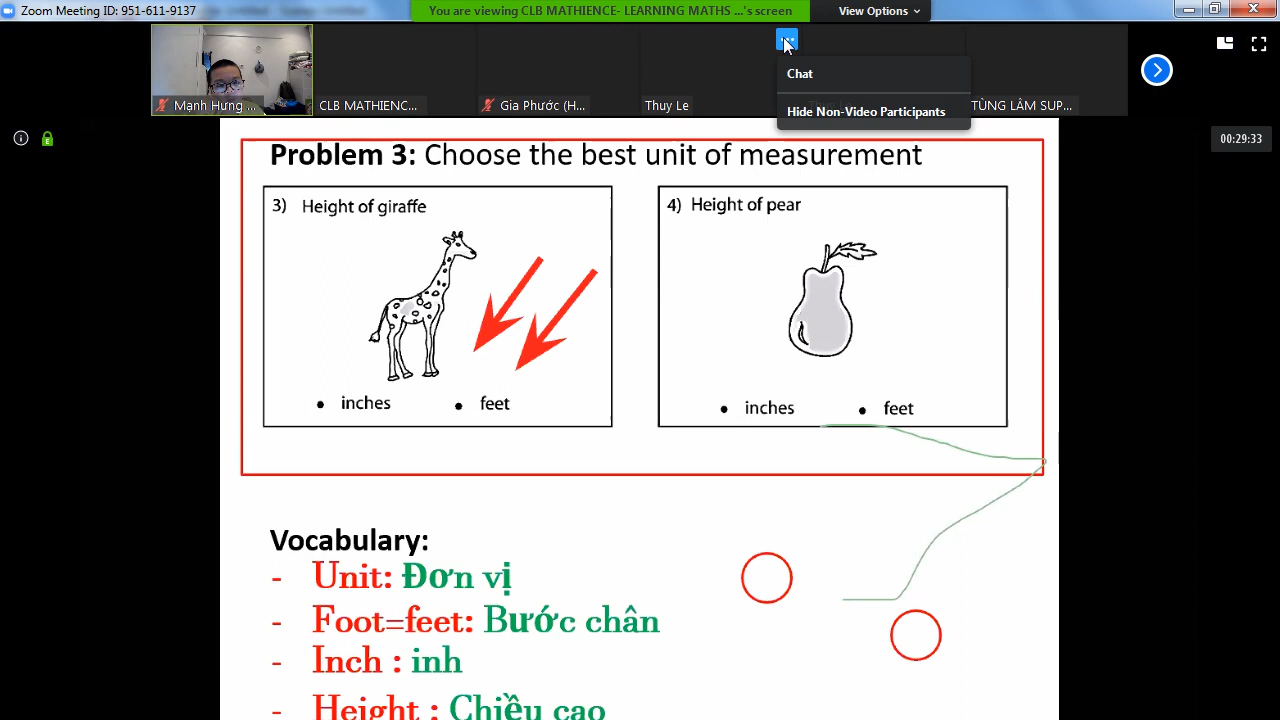 Zoom Meeting ID: 951-611-9137
You are viewing CLB MATHIENCE- LEARNING MATHS ...'s screen
View Options
Chat
Hide Non-Video Participants
Mạnh Hưng ...
CLB MATHIENC...
Gia Phước (H...
Thuy Le
TÙNG LÂM SUP...
00:29:33
Problem 3: Choose the best unit of measurement
3) Height of giraffe
4) Height of pear
• inches • feet
• inches • feet
Vocabulary:
- Unit: Đơn vị
- Foot=feet: Bước chân
- Inch : inh
- Height : Chiều cao